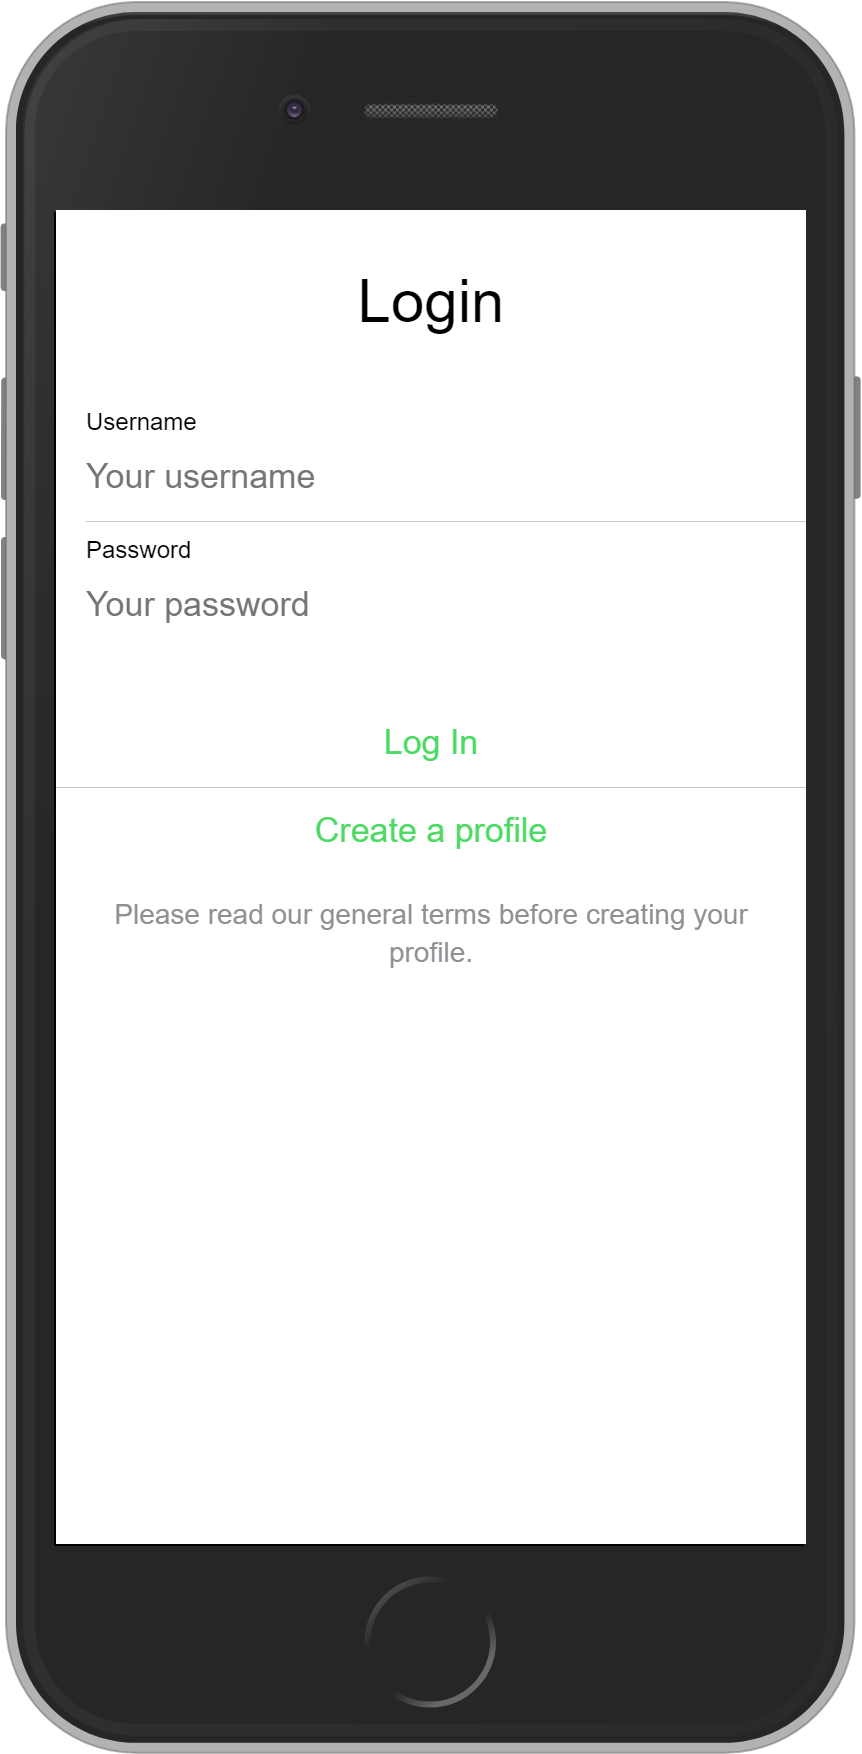 Login
Username
Your username
Password
Your password
Log In
Create a profile
Please read our general terms before creating your
profile.